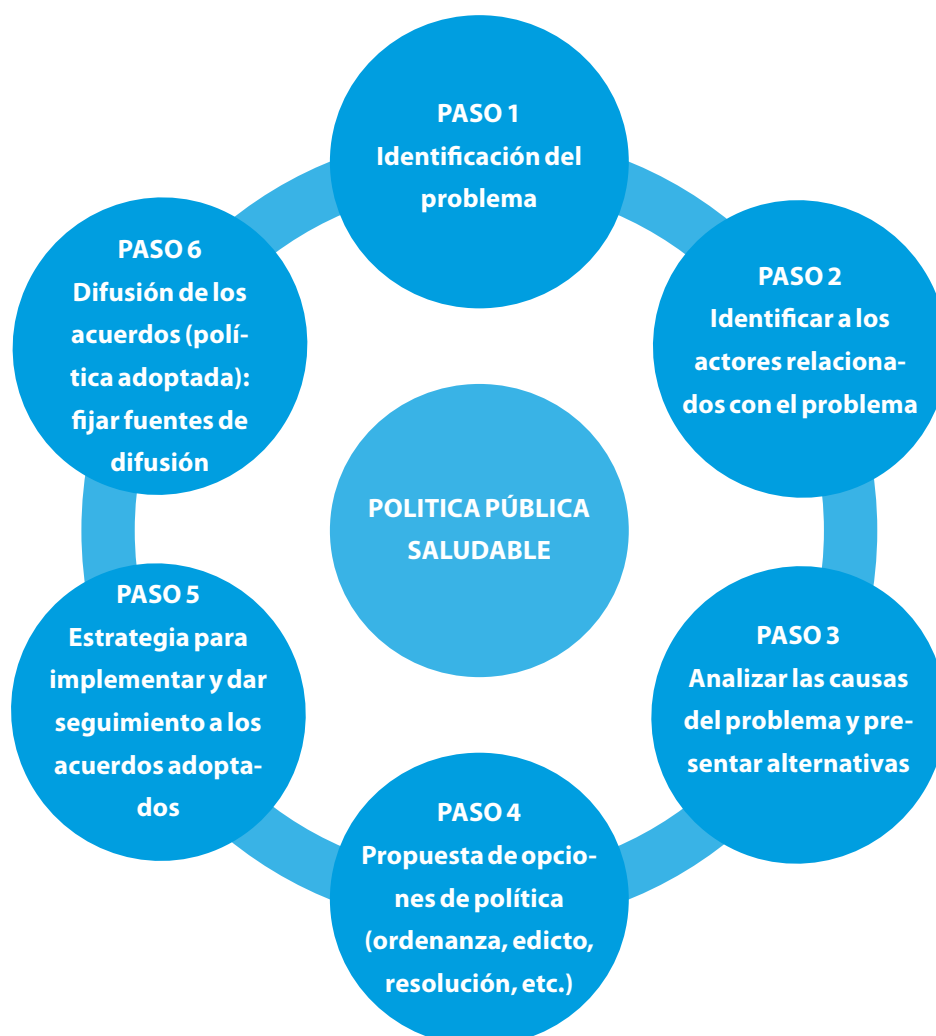 PASO 1
Identificación del
problema
PASO 2
Identificar a los
actores relaciona-
dos con el problema
PASO 3
Analizar las causas
del problema y pre-
sentar alternativas
PASO 4
Propuesta de opcio-
nes de política
(ordenanza, edicto,
resolución, etc.)
PASO 5
Estrategia para
implementar y dar
seguimiento a los
acuerdos adopta-
dos
PASO 6
Difusión de los
acuerdos (polí-
tica adoptada):
fijar fuentes de
difusión
POLITICA PÚBLICA
SALUDABLE